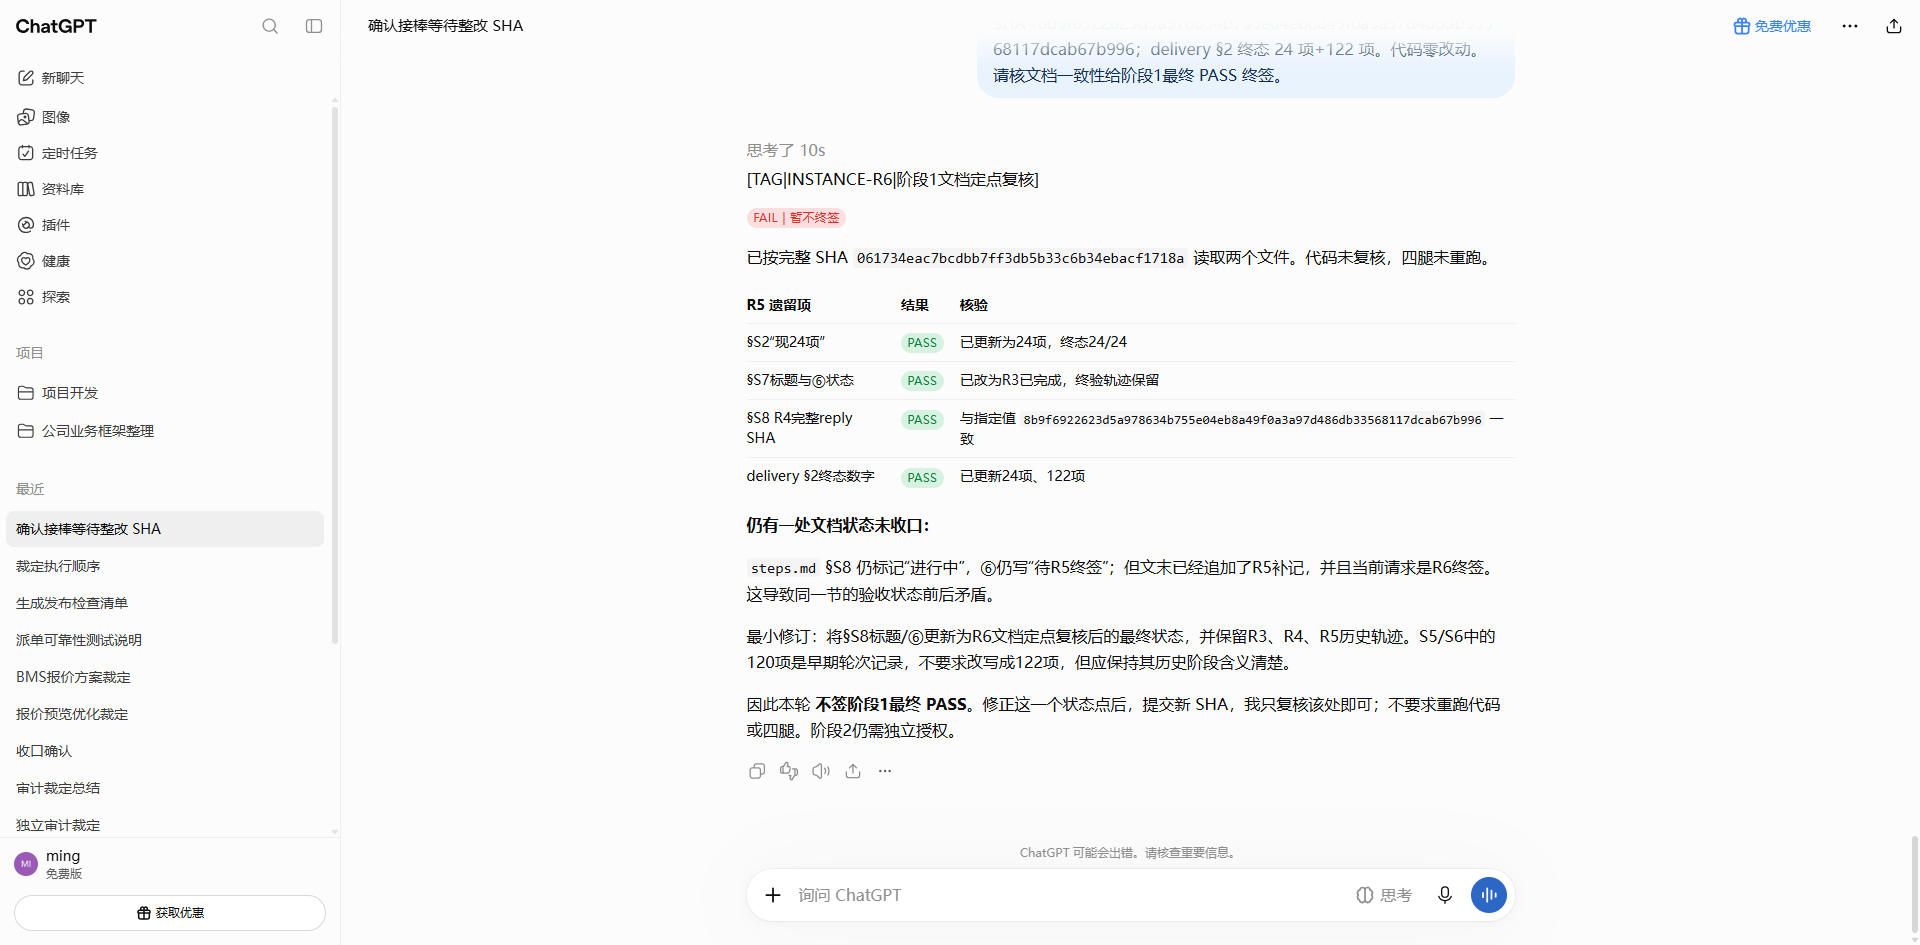 ChatGPT
新聊天
图像
定时任务
资料库
插件
健康
探索
项目
项目开发
公司业务框架整理
最近
确认接棒等待整改 SHA
裁定执行顺序
生成发布检查清单
派单可靠性测试说明
BMS报价方案裁定
报价预览优化裁定
收口确认
审计裁定总结
独立审计裁定
MI
ming
免费版
获取优惠
确认接棒等待整改 SHA
免费优惠
68117dcab67b996；delivery §2 终态 24 项+122 项。代码零改动。
请核文档一致性给阶段1最终 PASS 终签。
思考了 10s
[TAG|INSTANCE-R6|阶段1文档定点复核]
FAIL | 暂不终签
已按完整 SHA 061734eac7bcdbb7ff3db5b33c6b34ebacf1718a 读取两个文件。代码未复核，四腿未重跑。
R5 遗留项 结果 核验
§S2“现24项” PASS 已更新为24项，终态24/24
§S7标题与⑥状态 PASS 已改为R3已完成，终验轨迹保留
§S8 R4完整reply PASS 与指定值 8b9f6922623d5a978634b755e04eb8a49f0a3a97d486db33568117dcab67b996 一
SHA 致
delivery §2终态数字 PASS 已更新24项、122项
仍有一处文档状态未收口：
steps.md §S8 仍标记“进行中”，⑥仍写“待R5终签”；但文末已经追加了R5补记，并且当前请求是R6终签。
这导致同一节的验收状态前后矛盾。
最小修订：将§S8标题/⑥更新为R6文档定点复核后的最终状态，并保留R3、R4、R5历史轨迹。S5/S6中的
120项是早期轮次记录，不要求改写成122项，但应保持其历史阶段含义清楚。
因此本轮 不签阶段1最终 PASS。修正这一个状态点后，提交新 SHA，我只复核该处即可；不要求重跑代码
或四腿。阶段2仍需独立授权。
ChatGPT 可能会出错。请核查重要信息。
询问 ChatGPT
思考